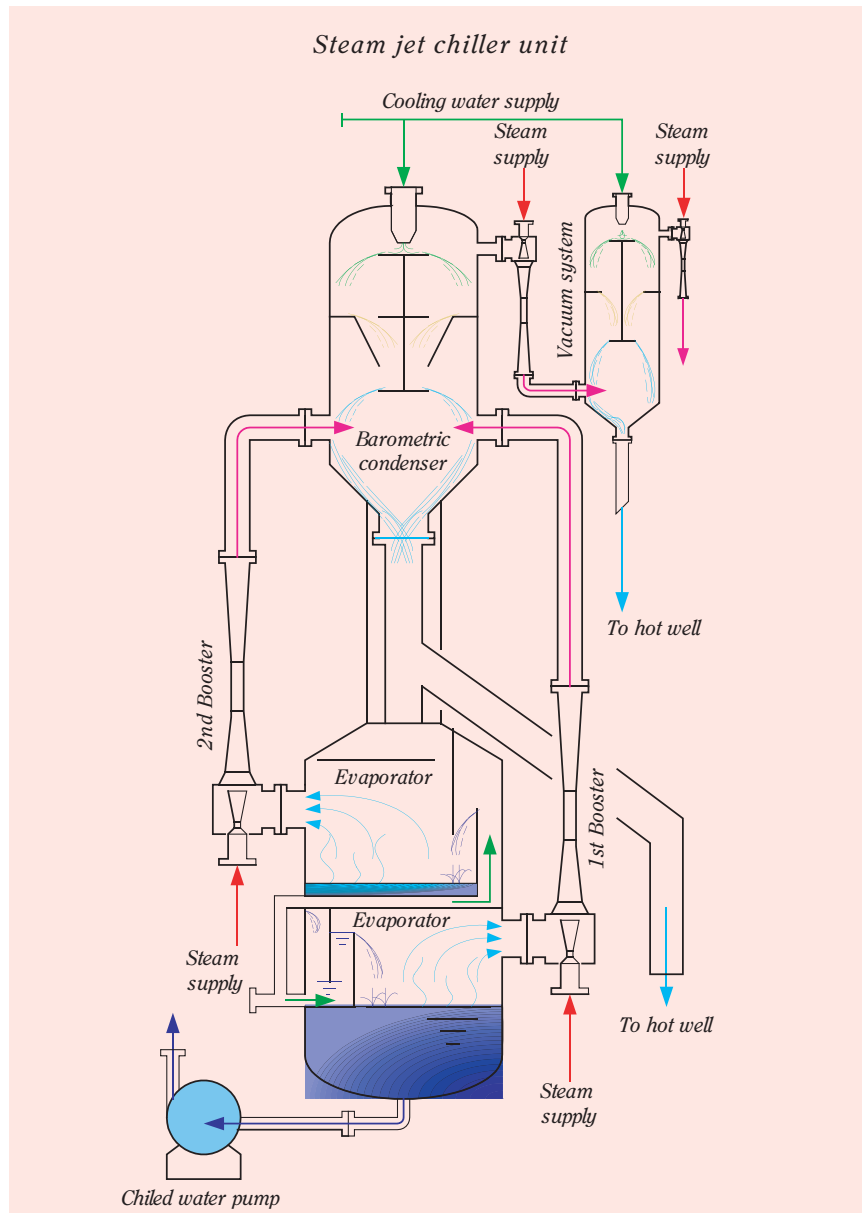 Steam jet chiller unit
Cooling water supply
Steam
supply
Steam
supply
Vacuum system
Barometric
condenser
To hot well
2nd Booster
Evaporator
1st Booster
Evaporator
Steam
supply
To hot well
Steam
supply
Chiled water pump